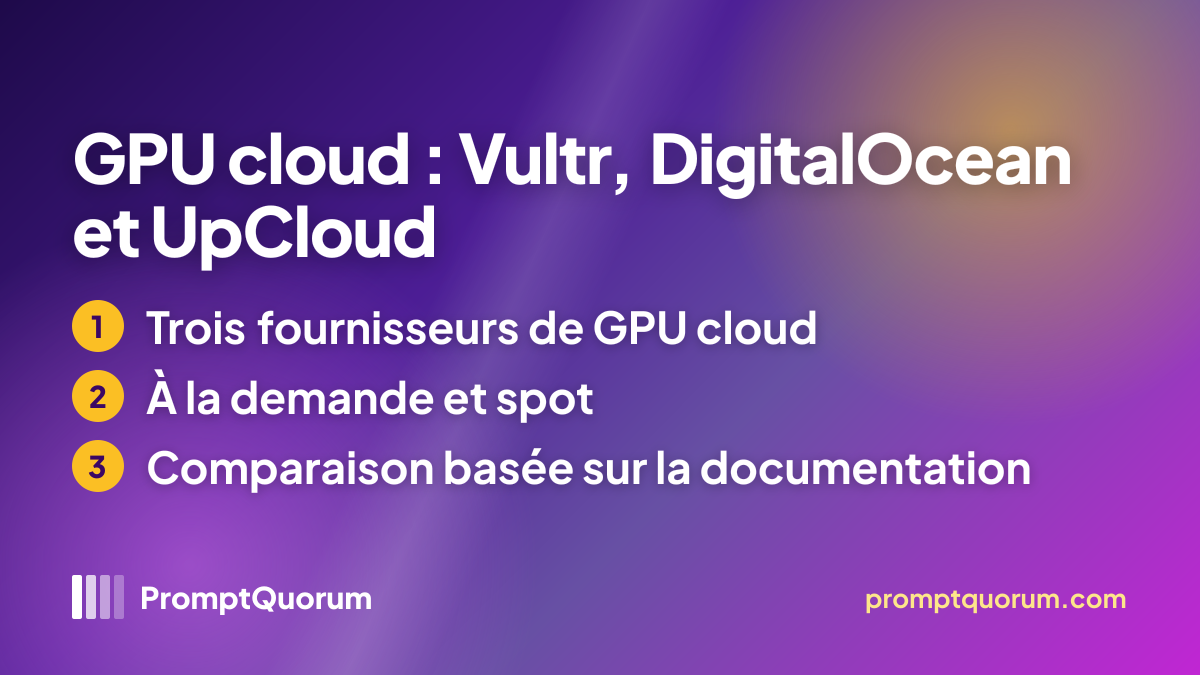 GPU cloud : Vultr, DigitalOcean
et UpCloud
1 Trois fournisseurs de GPU cloud
2 À la demande et spot
3 Comparaison basée sur la documentation
PromptQuorum
promptquorum.com